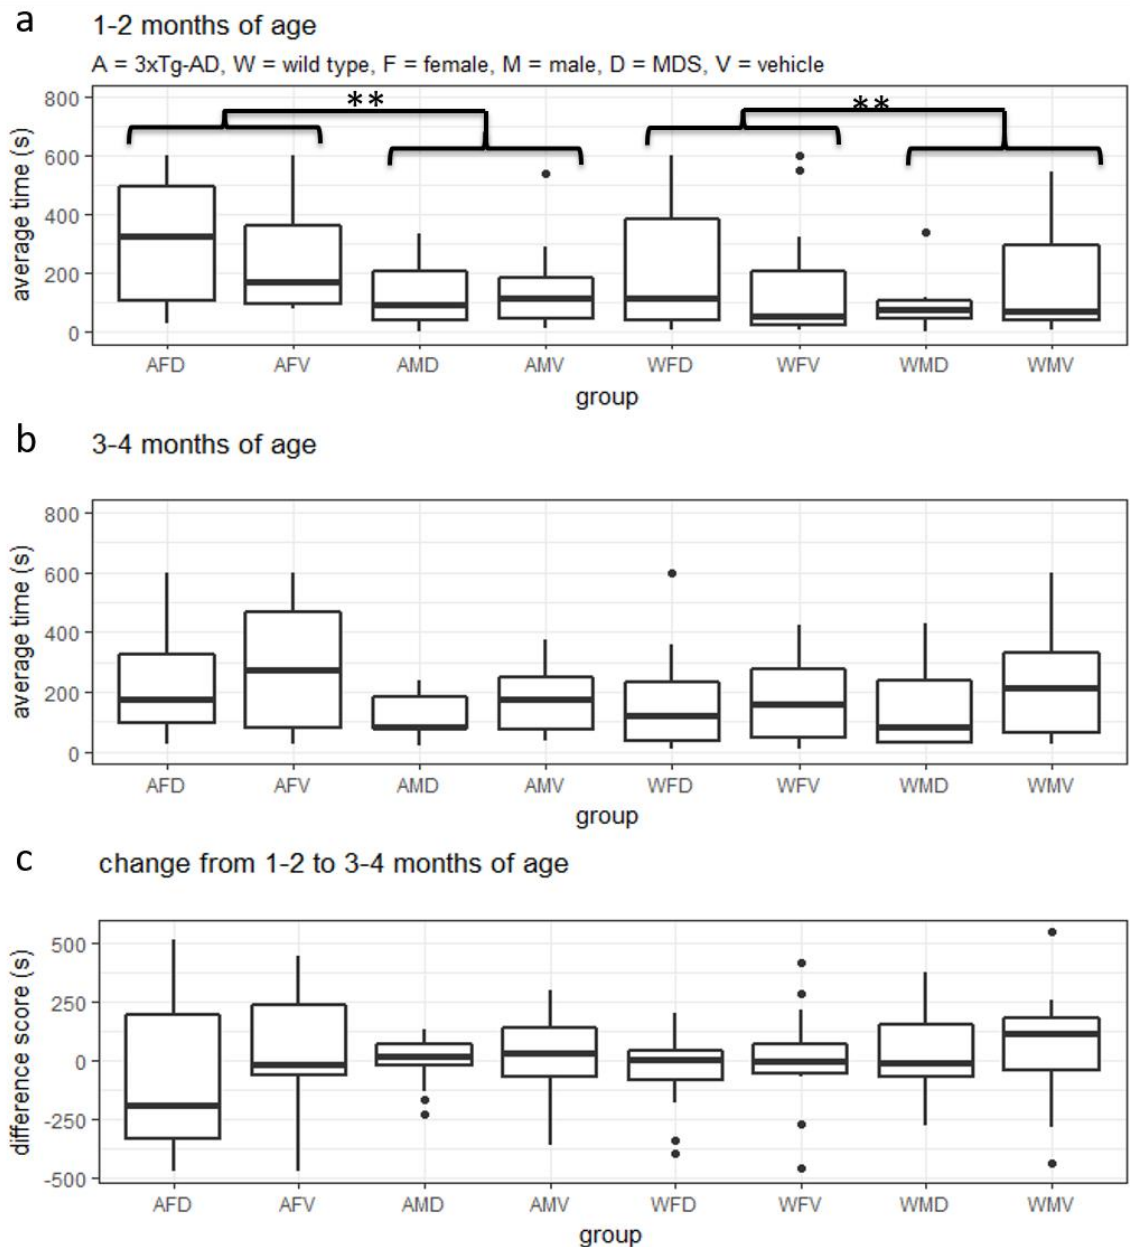 a
1-2 months of age
A = 3xTg-AD, W = wild type, F = female, M = male, D = MDS, V = vehicle
** **
800
600
400
200
0
average time (s)
AFD AFV AMD AMV WFD WFV WMD WMV
group
b
3-4 months of age
800
600
400
200
0
average time (s)
AFD AFV AMD AMV WFD WFV WMD WMV
group
c
change from 1-2 to 3-4 months of age
500
250
0
-250
-500
difference score (s)
AFD AFV AMD AMV WFD WFV WMD WMV
group